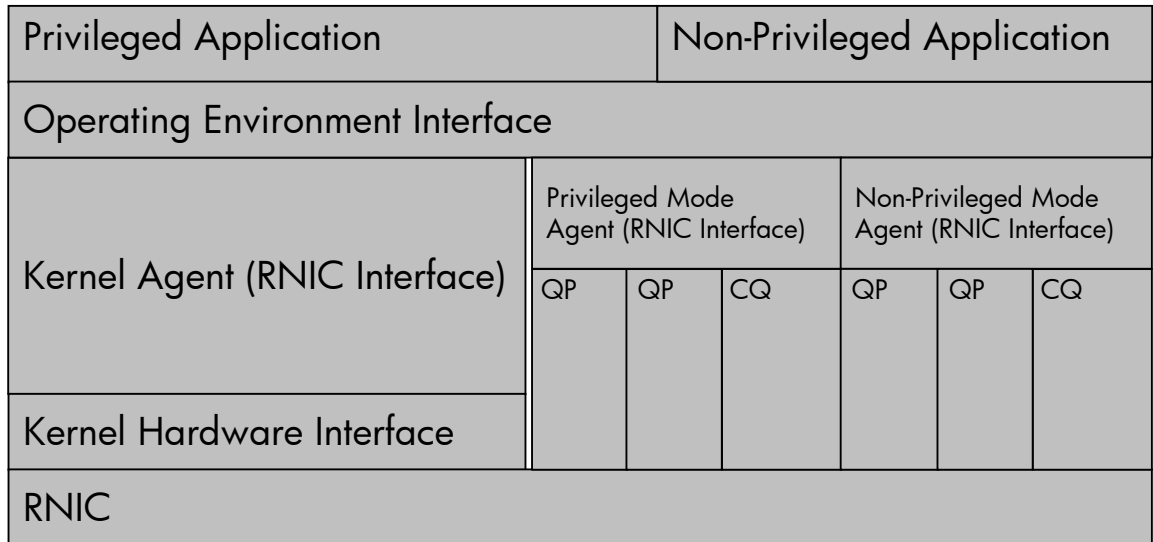 Privileged Application
Non-Privileged Application
Operating Environment Interface
Kernel Agent (RNIC Interface)
Privileged Mode
Agent (RNIC Interface)
Non-Privileged Mode
Agent (RNIC Interface)
QP
QP
CQ
QP
QP
CQ
Kernel Hardware Interface
RNIC